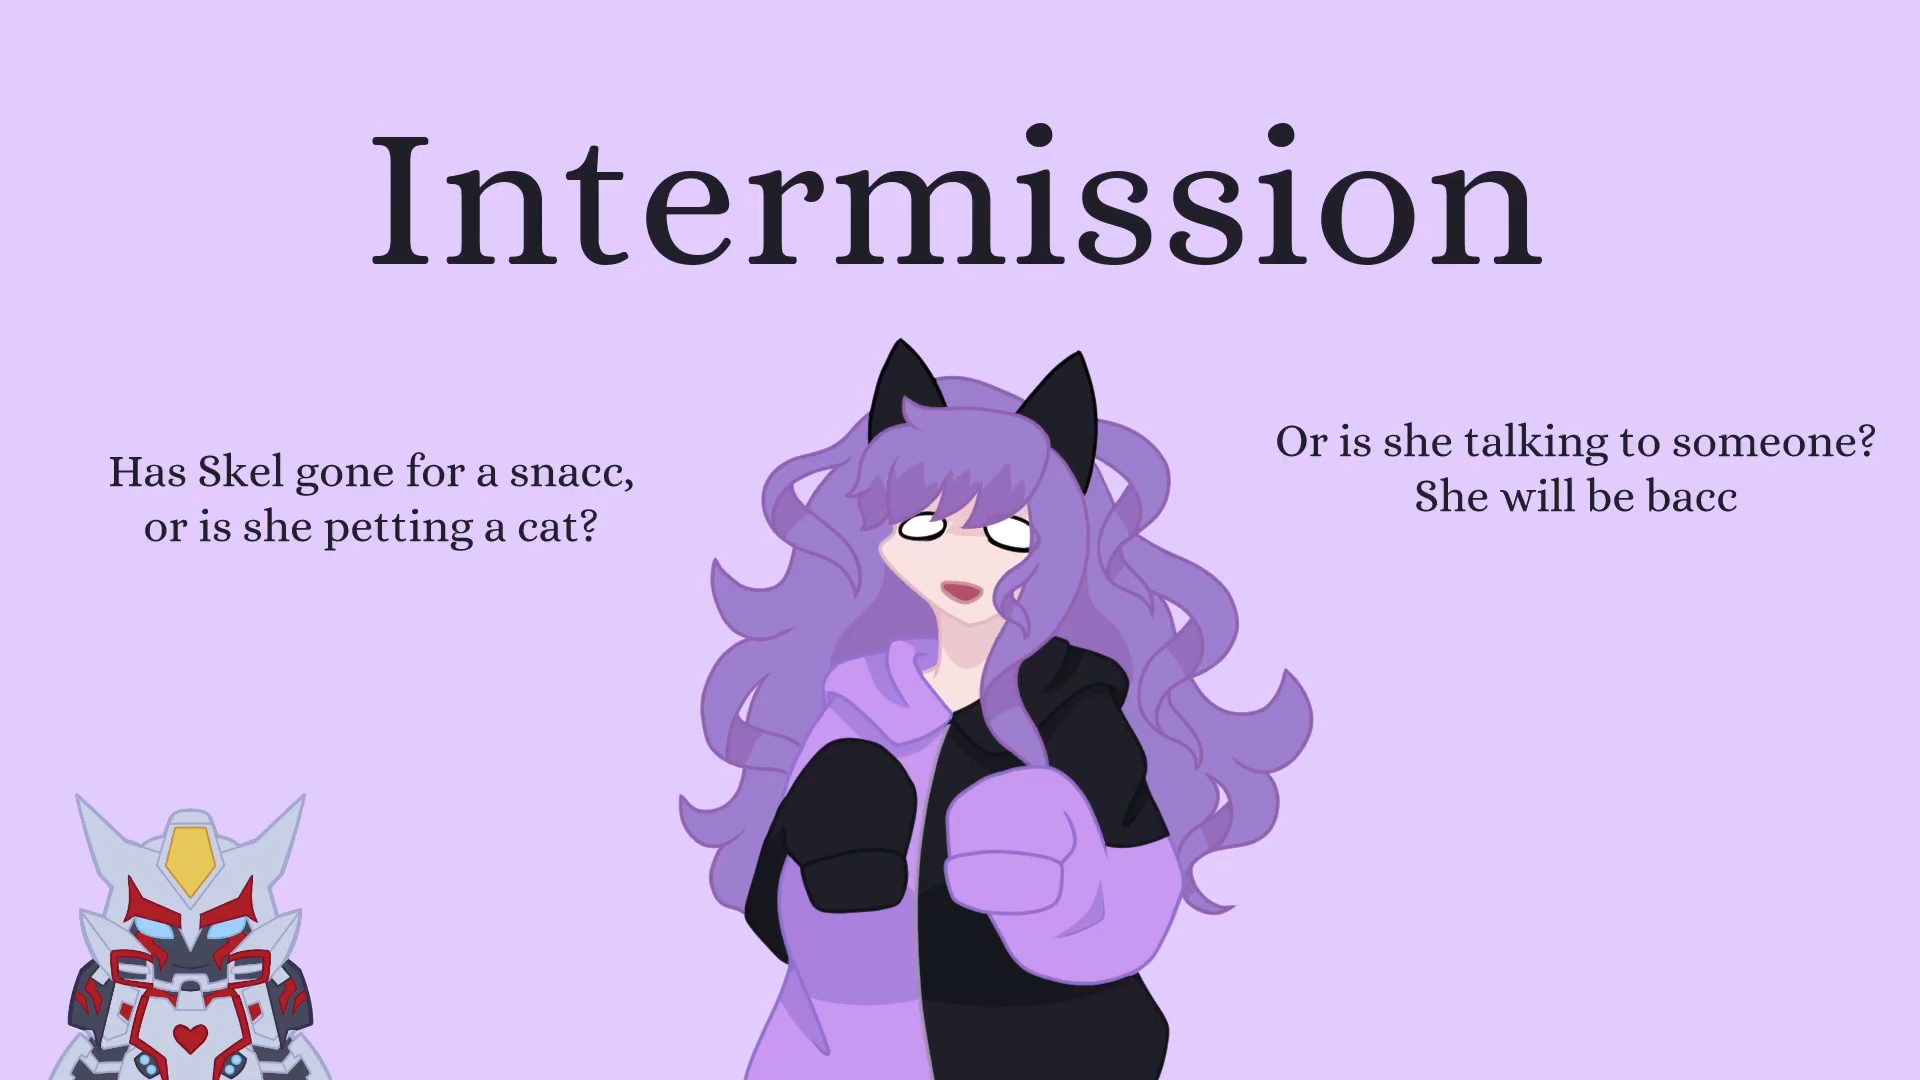 Intermission
Has Skel gone for a snacc,
or is she petting a cat?
Or is she talking to someone?
She will be bacc